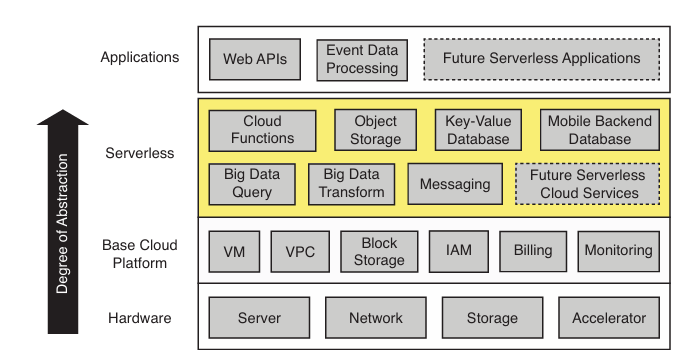 Applications
Web APIs
Event Data
Processing
Future Serverless Applications
Degree of Abstraction
Serverless
Cloud
Functions
Object
Storage
Key-Value
Database
Mobile Backend
Database
Big Data
Query
Big Data
Transform
Messaging
Future Serverless
Cloud Services
Base Cloud
Platform
VM
VPC
Block
Storage
IAM
Billing
Monitoring
Hardware
Server
Network
Storage
Accelerator